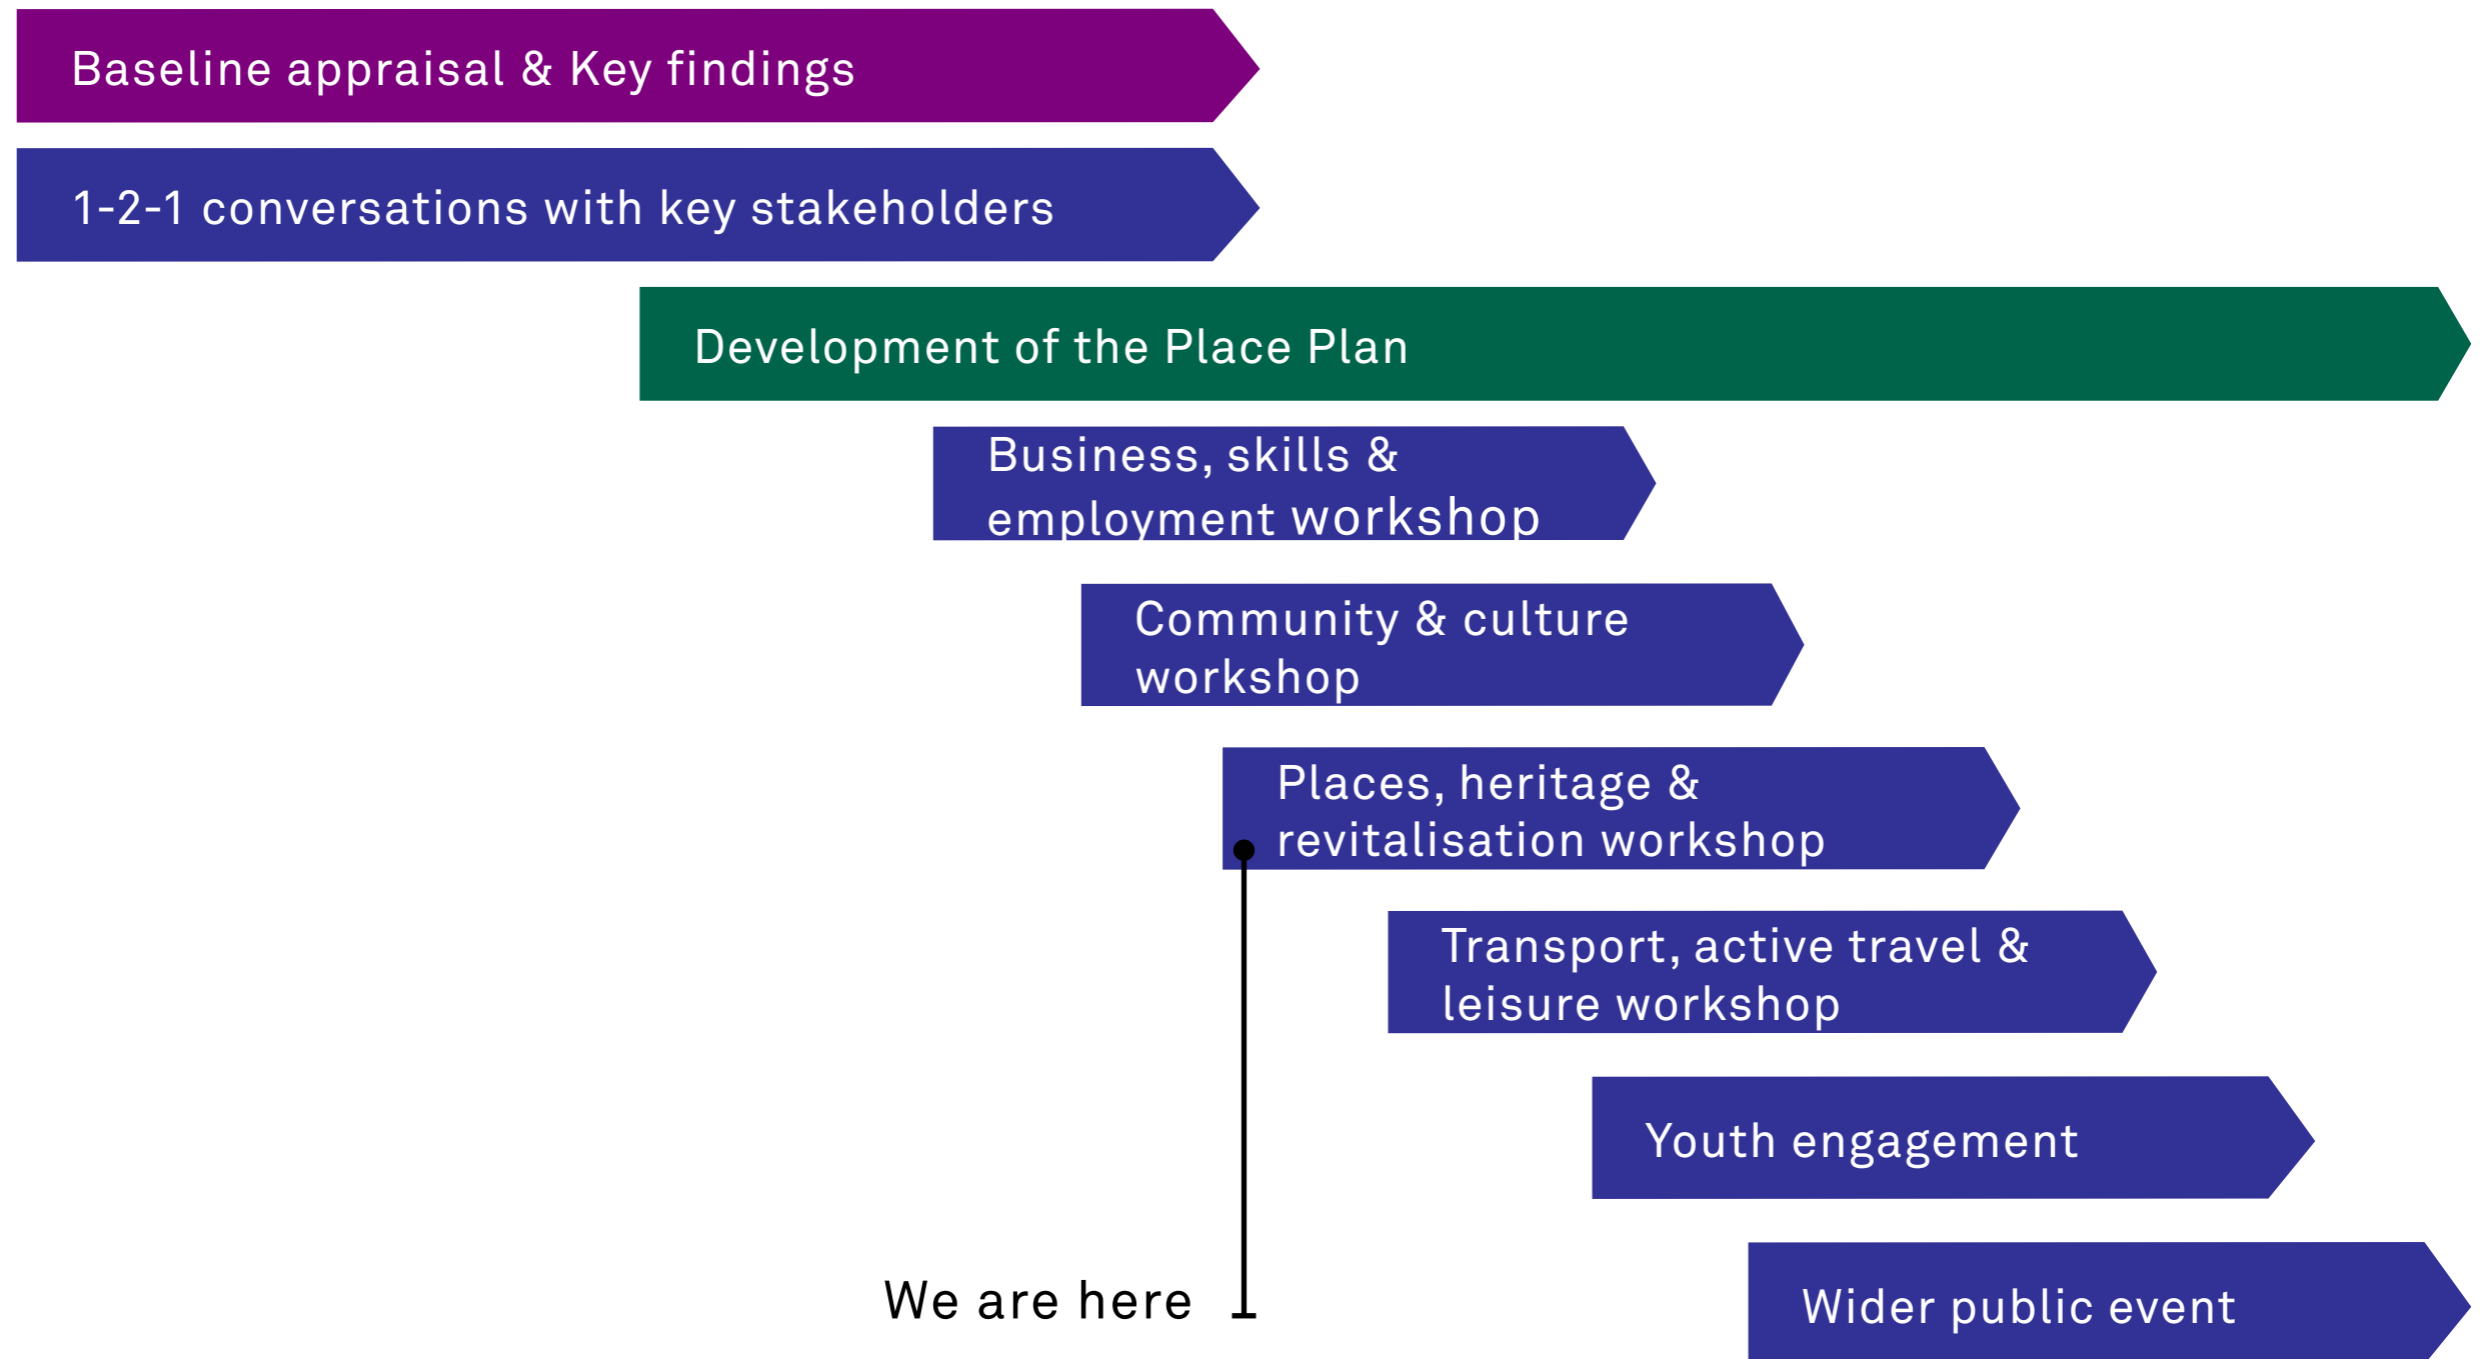 Baseline appraisal & Key findings
1-2-1 conversations with key stakeholders
Development of the Place Plan
Business, skills &
employment workshop
Community & culture
workshop
Places, heritage &
revitalisation workshop
Transport, active travel &
leisure workshop
Youth engagement
We are here
Wider public event